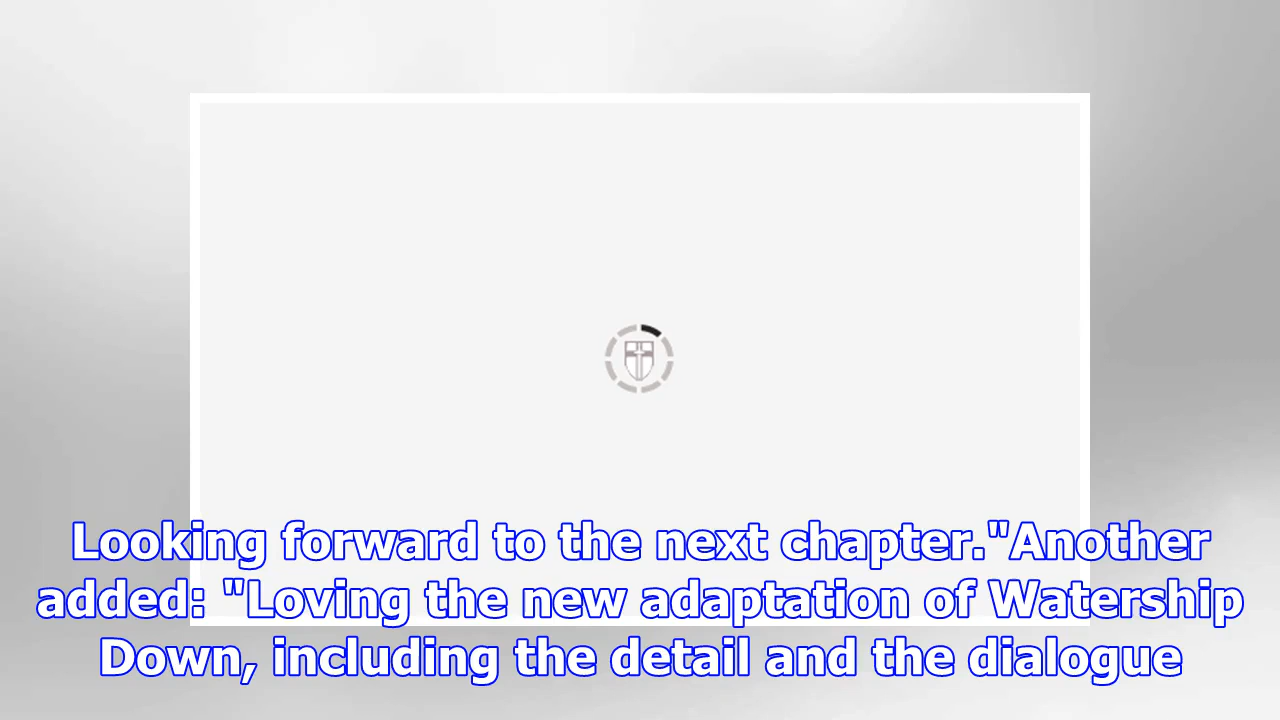 Looking forward to the next chapter."Another
added: "Loving the new adaptation of Watership
Down, including the detail and the dialogue